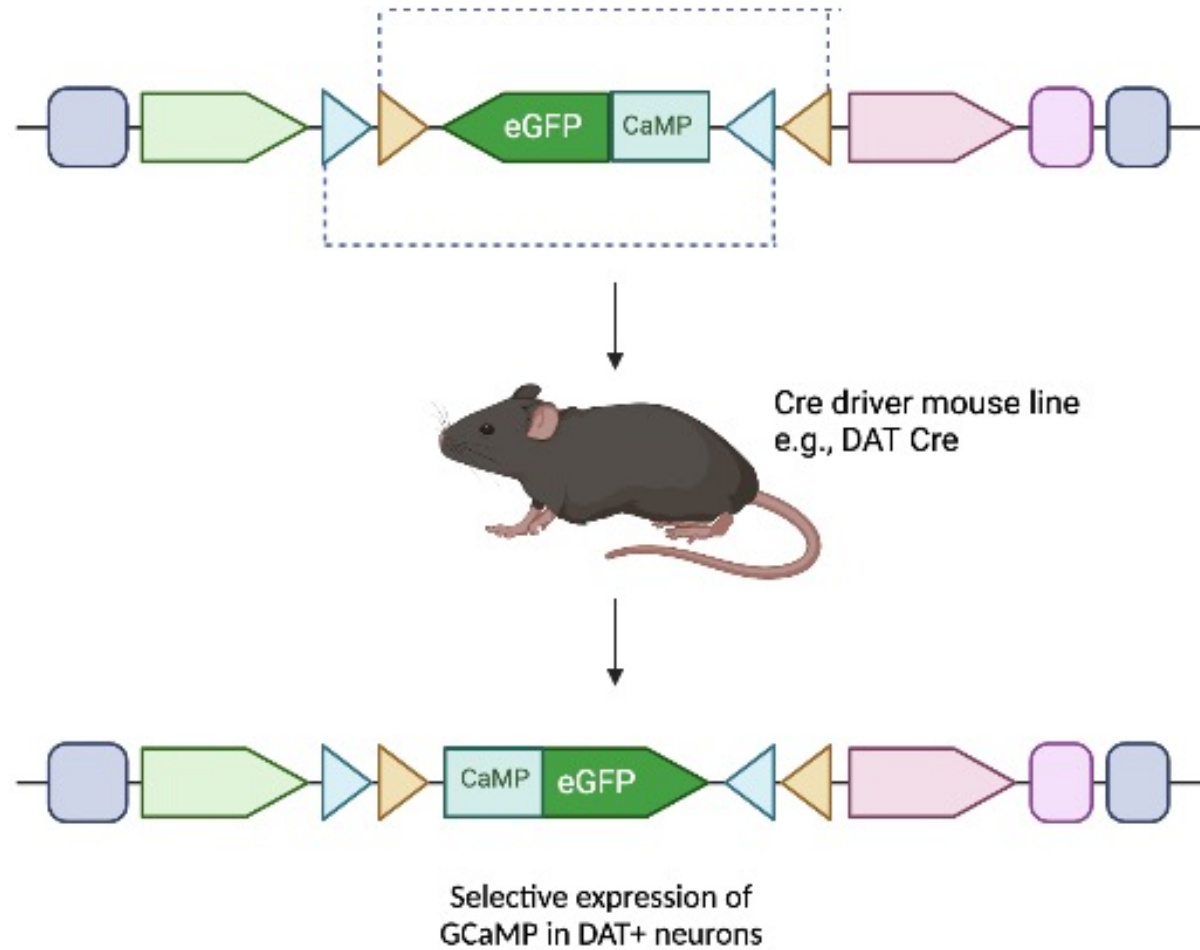 eGFP CaMP
Cre driver mouse line
e.g., DAT Cre
CaMP eGFP
Selective expression of
GCaMP in DAT+ neurons